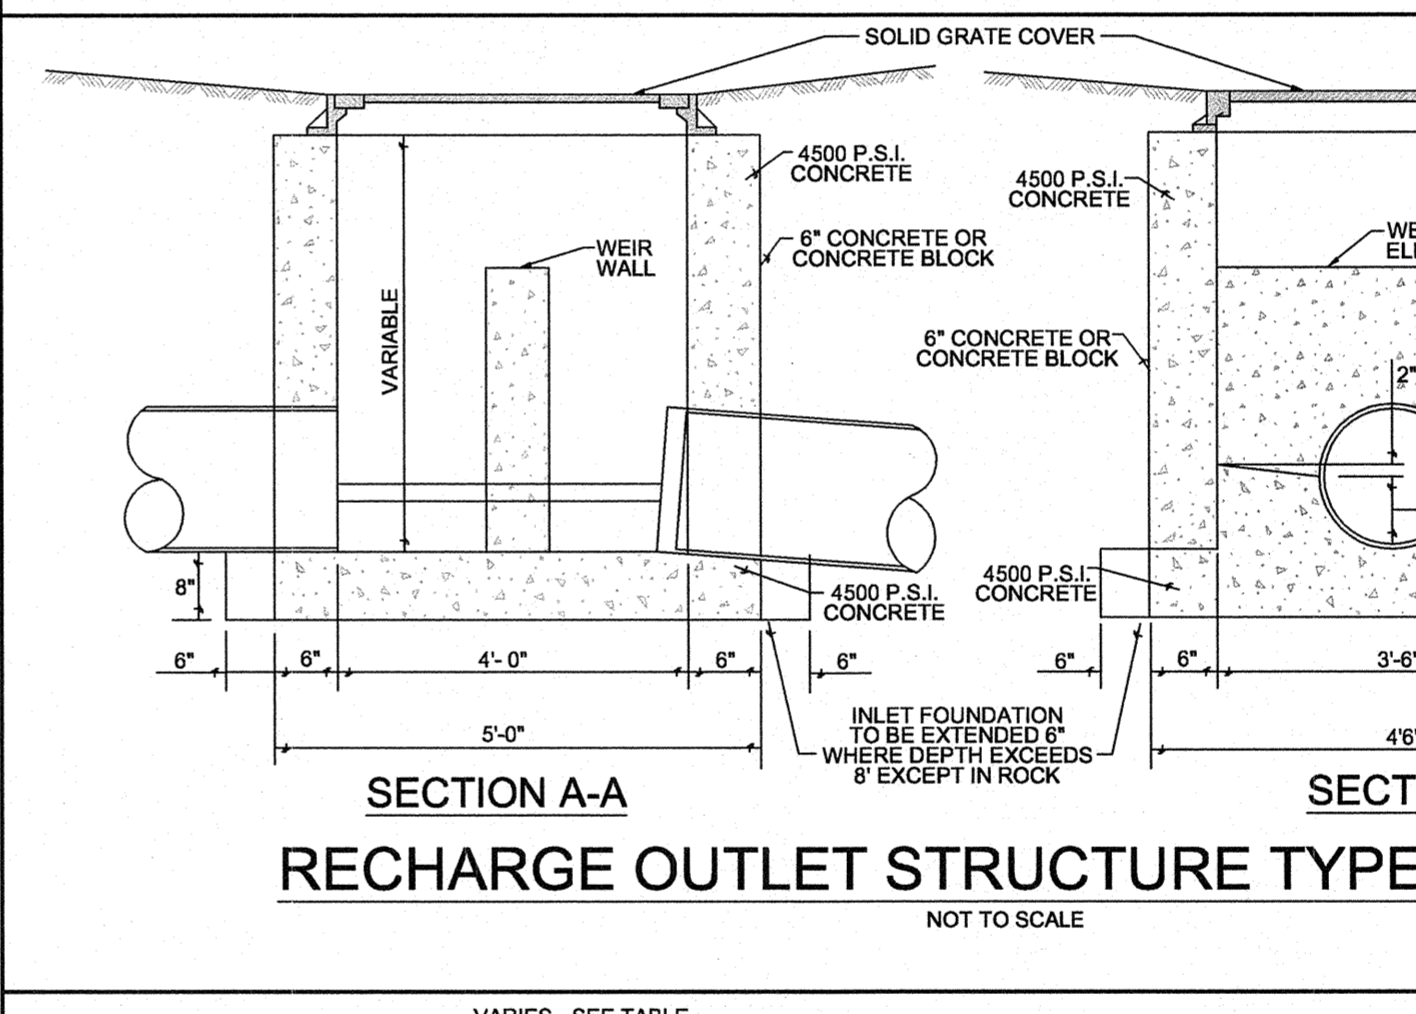 SOLID GRATE COVER
4500 P.S.I.
CONCRETE
6" CONCRETE OR
CONCRETE BLOCK
WEIR
WALL
VARIABLE
4500 P.S.I.
CONCRETE
8"
6"
6"
4'- 0"
6"
6"
5'-0"
SECTION A-A
4500 P.S.I.
CONCRETE
6" CONCRETE OR
CONCRETE BLOCK
2"
4500 P.S.I.
CONCRETE
6"
6"
3'-6"
4'6"
INLET FOUNDATION
TO BE EXTENDED 6"
WHERE DEPTH EXCEEDS
8' EXCEPT IN ROCK
SECT
RECHARGE OUTLET STRUCTURE TYPE
NOT TO SCALE
VARIES - SEE TABLE